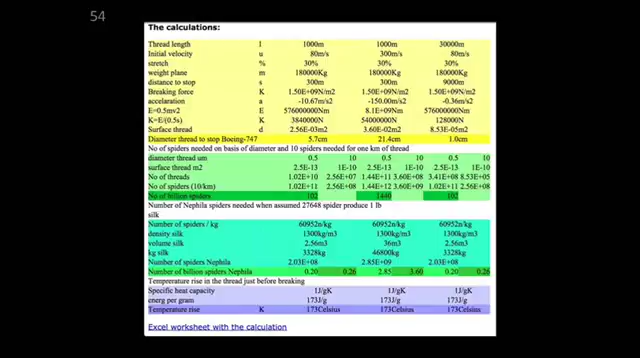 54
The calculations:
Thread length l 1000m 1000m 30000m
Initial velocity u 80m/s 300m/s 80m/s
stretch % 30% 30% 30%
weight plane m 180000Kg 180000Kg 180000Kg
distance to stop s 300m 300m 9000m
Breaking force K 1.50E+09N/m2 1.50E+09N/m2 1.50E+09N/m2
accelaration a -10.67m/s2 -150.00m/s2 -0.36m/s2
E=0.5mv2 E 576000000Nm 8.1E+09Nm 576000000Nm
K=E/(0.5s) K 3840000N 54000000N 128000N
Surface thread d 2.56E-03m2 3.60E-02m2 8.53E-05m2
Diameter thread to stop Boeing-747 5.7cm 21.4cm 1.0cm
No of spiders needed on basis of diameter and 10 spiders needed for one km of thread
diameter thread um 0.5 10 0.5 10 0.5 10
surface thread m2 2.5E-13 1E-10 2.5E-13 1E-10 2.5E-13 1E-10
No of threads 1.02E+10 2.56E+07 1.44E+11 3.60E+08 3.41E+08 8.53E+05
No of spiders (10/km) 1.02E+11 2.56E+08 1.44E+12 3.60E+09 1.02E+11 2.56E+08
No of billion spiders 102 1440 102
Number of Nephila spiders needed when assumed 27648 spider produce 1 lb
silk
Number of spiders / kg 60952n/kg 60952n/kg 60952n/kg
density silk 1300kg/m3 1300kg/m3 1300kg/m3
volume silk 2.56m3 36m3 2.56m3
kg silk 3328kg 46800kg 3328kg
No of spiders Nephila 2.03E+08 2.85E+09 2.03E+08
Number of billion spiders Nephila 0.20 0.26 2.85 3.60 0.20 0.26
Temprerature rise in the thread just before breaking
Specific heat capacity 1J/gK 1J/gK 1J/gK
energ per gram 173J/g 173J/g 173J/g
Temperature rise K 173Celsius 173Celsius 173Celsius
Excel worksheet with the calculation